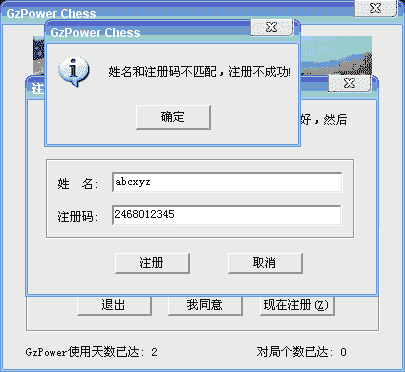 GzPower Chess
GzPower Chess
姓名和注册码不匹配，注册不成功!
确定
注
好，然后
姓 名:
abcxyz
注册码:
2468012345
注册
取消
退出
我同意
现在注册(Z)
GzPower使用天数已达: 2
对局个数已达: 0